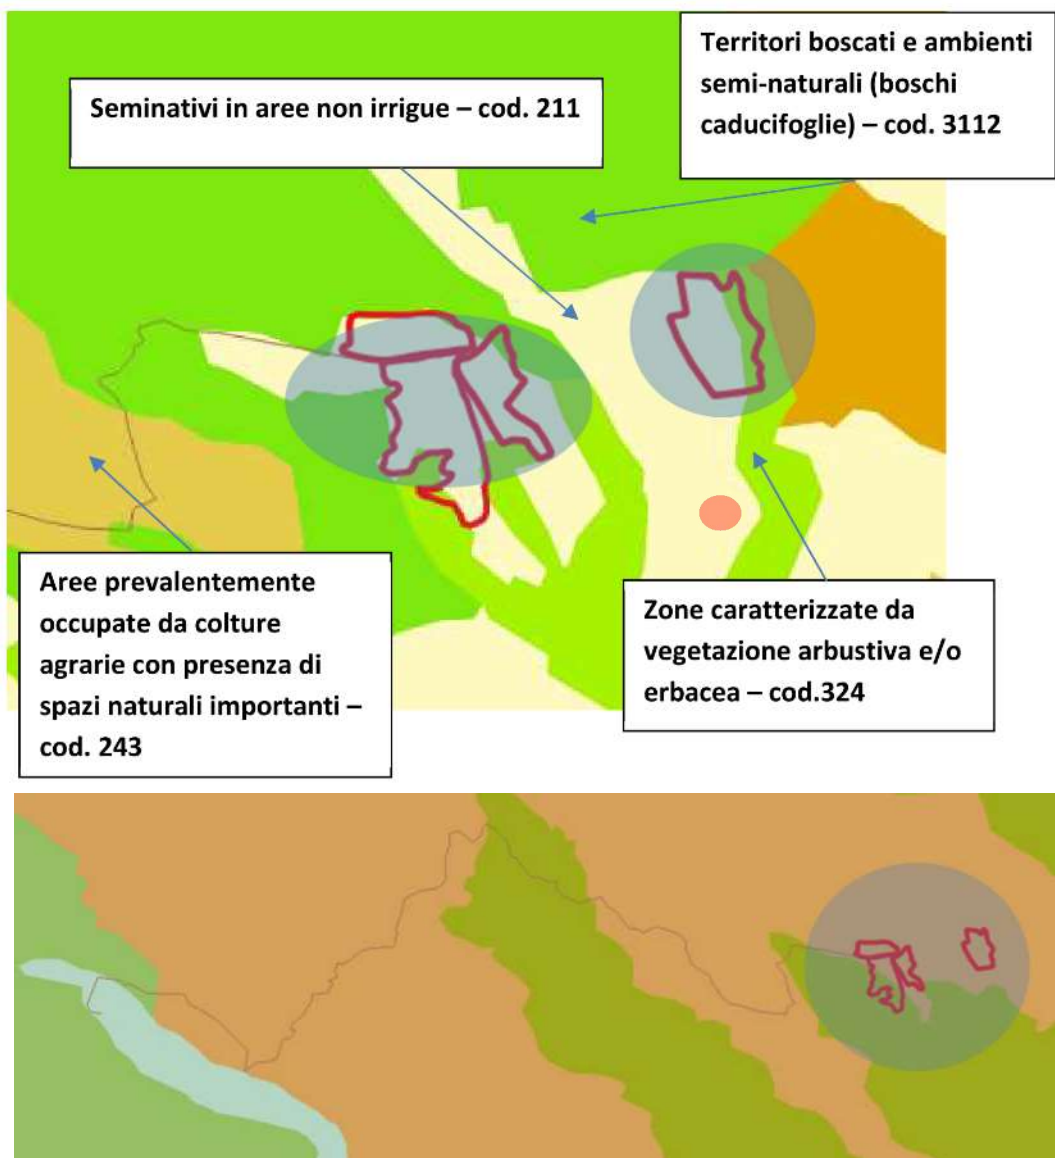 Territori boscati e ambienti
semi-naturali (boschi
caducifoglie) – cod. 3112
Seminativi in aree non irrigue – cod. 211
Aree prevalentemente
occupate da colture
agrarie con presenza di
spazi naturali importanti –
cod. 243
Zone caratterizzate da
vegetazione arbustiva e/o
erbacea – cod.324